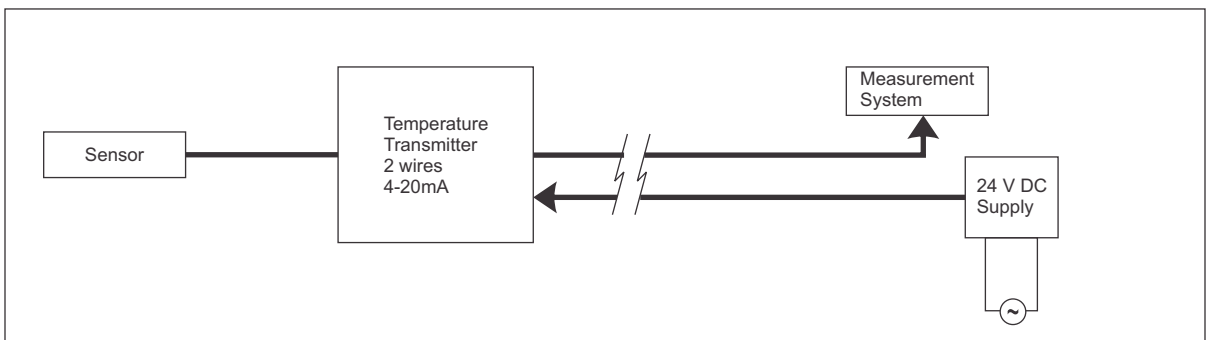 Sensor
Temperature
Transmitter
2 wires
4-20mA
Measurement
System
24 V DC
Supply
~